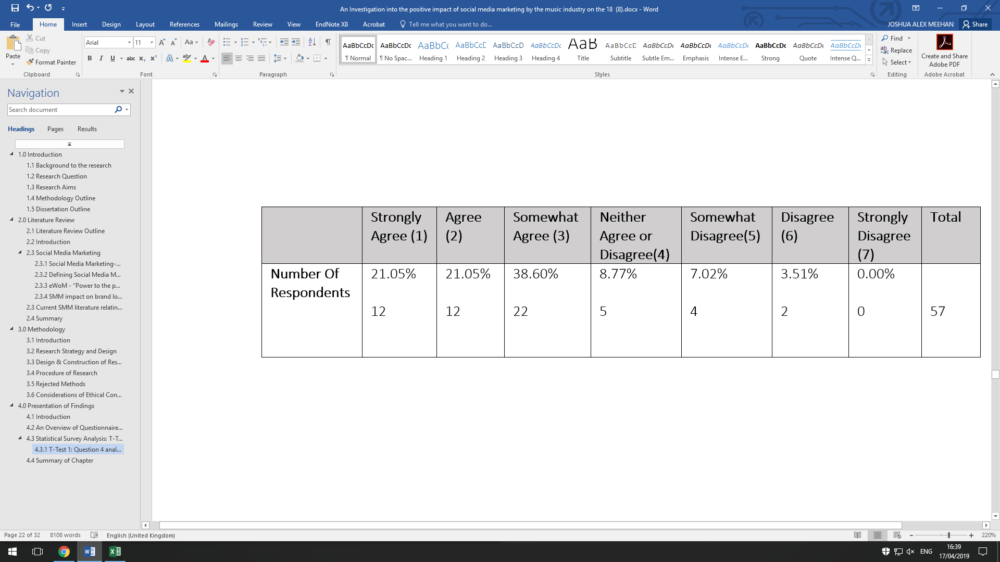 An Investigation into the positive impact of social media marketing by the music industry on the 18  (8).docx - Word
File Home Insert Design Layout References Mailings Review View EndNote X8 Acrobat Tell me what you want to do... JOSHUA ALEX MEEHAN Share
Paste
Cut
Copy
Format Painter
Clipboard
Arial 11
Font
Paragraph
AaBbCcDc ¶ Normal
AaBbCcDc ¶ No Spac...
AaBbCc Heading 1
AaBbCcD Heading 2
AaBbCcD Heading 3
AaBbCcDc Heading 4
AaB Title
AaBbCcD Subtitle
AaBbCcDc Subtle Em...
AaBbCcDc Emphasis
AaBbCcDc Intense E...
AaBbCcDc Strong
AaBbCcDc Quote
AaBbCcDc Intense Q...
Styles
Find
Replace
Select
Editing
Create and Share
Adobe PDF
Adobe Acrobat
Navigation
Search document
Headings Pages Results
1.0 Introduction
1.1 Background to the research
1.2 Research Question
1.3 Research Aims
1.4 Methodology Outline
1.5 Dissertation Outline
2.0 Literature Review
2.1 Literature Review Outline
2.2 Introduction
2.3 Social Media Marketing
2.3.1 Social Media Marketing-...
2.3.2 Defining Social Media M...
2.3.3 eWoM - “Power to the p...
2.3.4 SMM impact on brand lo...
2.3 Current SMM literature relatin...
2.4 Summary
3.0 Methodology
3.1 Introduction
3.2 Research Strategy and Design
3.3 Design & Construction of Res...
3.4 Procedure of Research
3.5 Rejected Methods
3.6 Considerations of Ethical Con...
4.0 Presentation of Findings
4.1 Introduction
4.2 An Overview of Questionnaire...
4.3 Statistical Survey Analysis: T-T...
4.3.1 T-Test 1: Question 4 anal...
4.4 Summary of Chapter
Strongly
Agree (1)
Agree
(2)
Somewhat
Agree (3)
Neither
Agree or
Disagree(4)
Somewhat
Disagree(5)
Disagree
(6)
Strongly
Disagree
(7)
Total
Number Of
Respondents
21.05% 21.05% 38.60% 8.77% 7.02% 3.51% 0.00%
12 12 22 5 4 2 0 57
Page 22 of 32 8108 words English (United Kingdom) 220%
ENG
16:39
17/04/2019